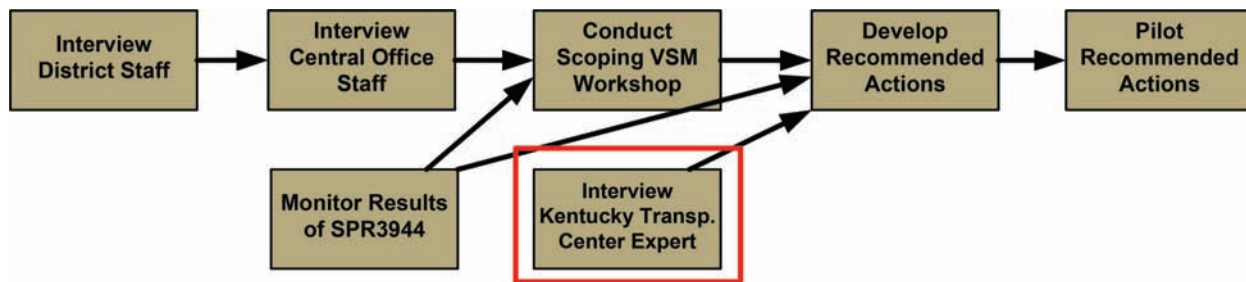 Interview
District Staff
Interview
Central Office
Staff
Conduct
Scoping VSM
Workshop
Develop
Recommended
Actions
Pilot
Recommended
Actions
Monitor Results
of SPR3944
Interview
Kentucky Transp.
Center Expert